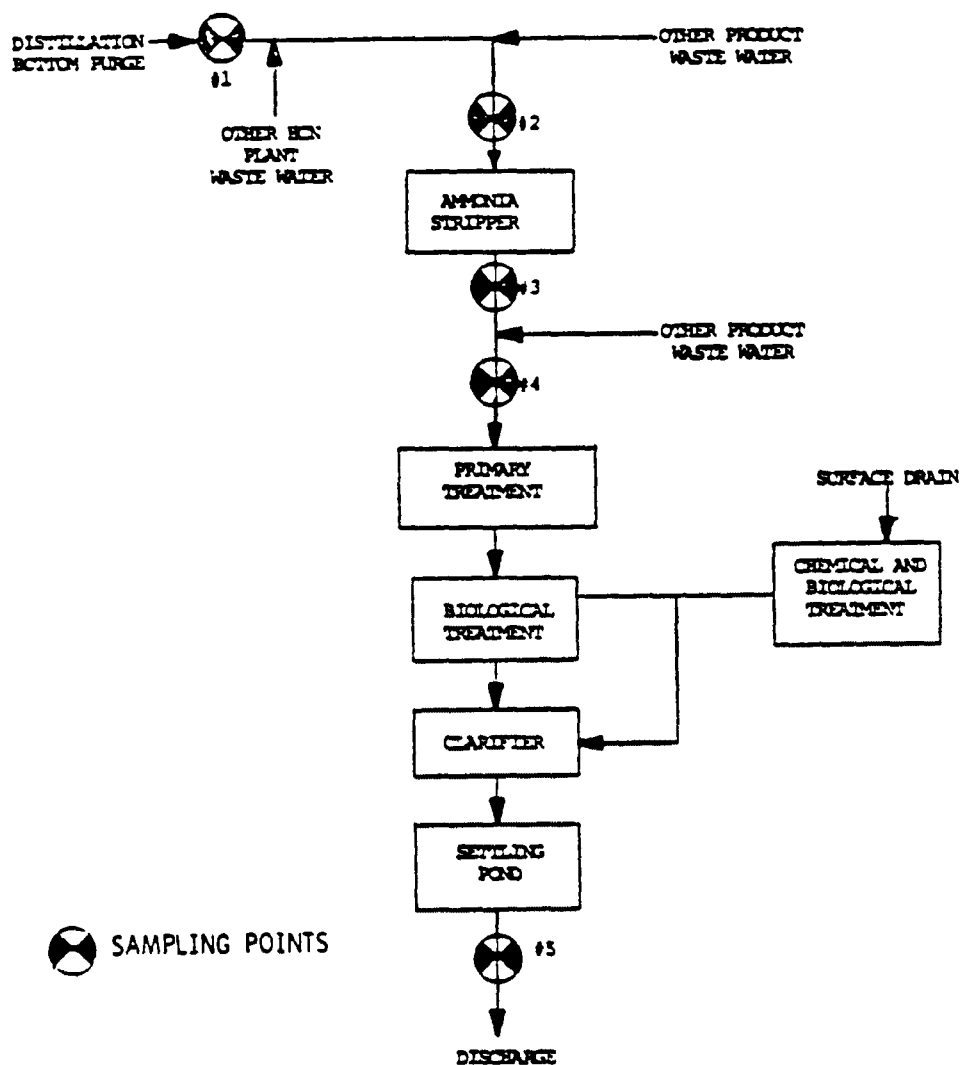 DISTILLATION
BOTTOM PURGE
#1
OTHER HCN
PLANT
WASTE WATER
OTHER PRODUCT
WASTE WATER
#2
AMMONIA
STRIPPER
#3
OTHER PRODUCT
WASTE WATER
#4
PRIMARY
TREATMENT
SURFACE DRAIN
CHEMICAL AND
BIOLOGICAL
TREATMENT
BIOLOGICAL
TREATMENT
CLARIFIER
SETTLING
POND
SAMPLING POINTS
#5
DISCHARGE